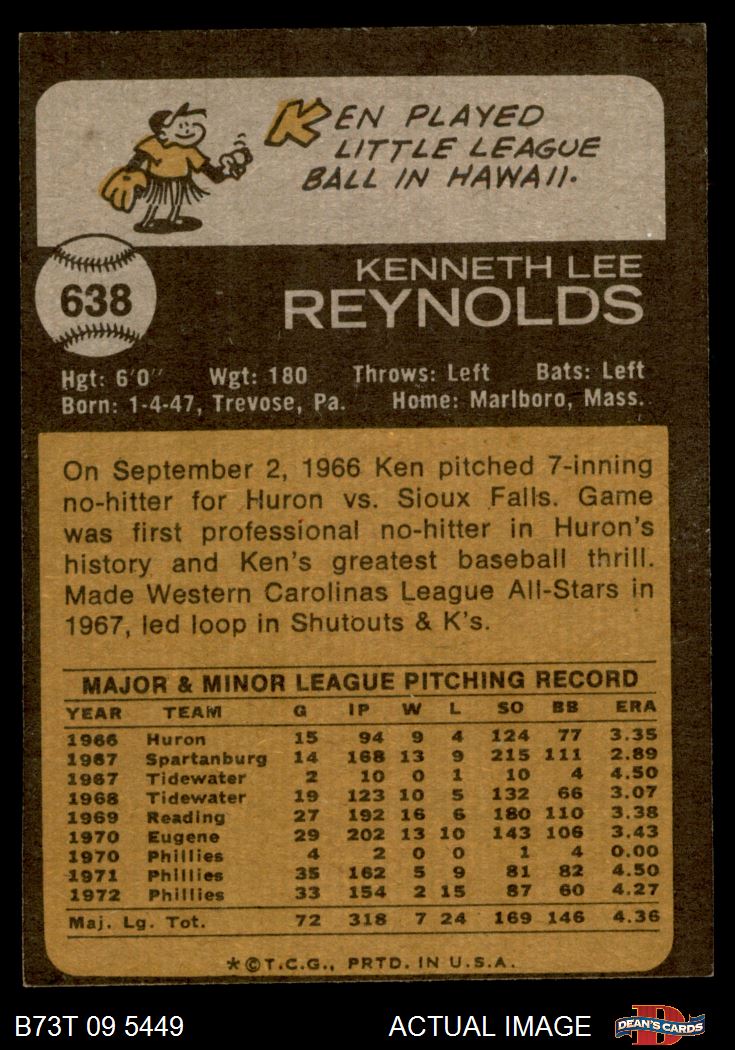 KEN PLAYED
LITTLE LEAGUE
BALL IN HAWAII.
638
KENNETH LEE
REYNOLDS
Hgt: 6'0" Wgt: 180 Throws: Left Bats: Left
Born: 1-4-47, Trevose, Pa. Home: Marlboro, Mass.
On September 2, 1966 Ken pitched 7-inning
no-hitter for Huron vs. Sioux Falls. Game
was first professional no-hitter in Huron's
history and Ken's greatest baseball thrill.
Made Western Carolinas League All-Stars in
1967, led loop in Shutouts & K's.
MAJOR & MINOR LEAGUE PITCHING RECORD
YEAR TEAM G IP W L SO BB ERA
1966 Huron 15 94 9 4 124 77 3.35
1967 Spartanburg 14 168 13 9 215 111 2.89
1967 Tidewater 2 10 0 1 10 4 4.50
1968 Tidewater 19 123 10 5 132 66 3.07
1969 Reading 27 192 16 6 180 110 3.38
1970 Eugene 29 202 13 10 143 106 3.43
1970 Phillies 4 2 0 0 1 4 0.00
1971 Phillies 35 162 5 9 81 82 4.50
1972 Phillies 33 154 2 15 87 60 4.27
Maj. Lg. Tot. 72 318 7 24 169 146 4.36
*©T.C.G., PRTD. IN U.S.A.
B73T 09 5449 ACTUAL IMAGE D DEAN'S CARDS